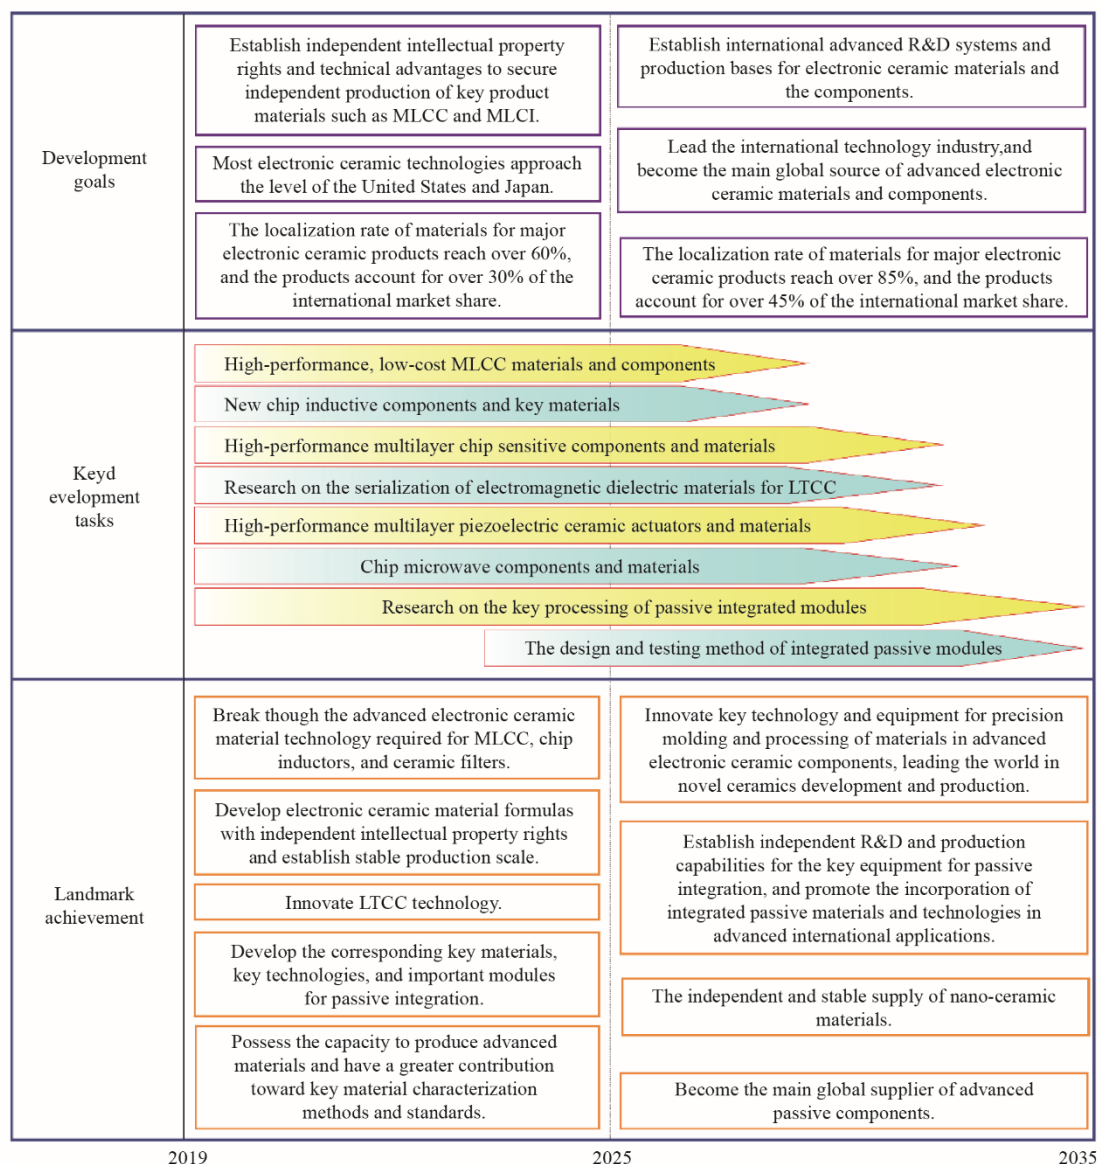 Development
goals
Establish independent intellectual property
rights and technical advantages to secure
independent production of key product
materials such as MLCC and MLCI.
Most electronic ceramic technologies approach
the level of the United States and Japan.
The localization rate of materials for major
electronic ceramic products reach over 60%,
and the products account for over 30% of the
international market share.
Establish international advanced R&D systems and
production bases for electronic ceramic materials and
the components.
Lead the international technology industry,and
become the main global source of advanced electronic
ceramic materials and components.
The localization rate of materials for major electronic
ceramic products reach over 85%, and the products
account for over 45% of the international market share.
Keyd
evelopment
tasks
High-performance, low-cost MLCC materials and components
New chip inductive components and key materials
High-performance multilayer chip sensitive components and materials
Research on the serialization of electromagnetic dielectric materials for LTCC
High-performance multilayer piezoelectric ceramic actuators and materials
Chip microwave components and materials
Research on the key processing of passive integrated modules
The design and testing method of integrated passive modules
Landmark
achievement
Break though the advanced electronic ceramic
material technology required for MLCC, chip
inductors, and ceramic filters.
Develop electronic ceramic material formulas
with independent intellectual property rights
and establish stable production scale.
Innovate LTCC technology.
Develop the corresponding key materials,
key technologies, and important modules
for passive integration.
Possess the capacity to produce advanced
materials and have a greater contribution
toward key material characterization
methods and standards.
Innovate key technology and equipment for precision
molding and processing of materials in advanced
electronic ceramic components, leading the world in
novel ceramics development and production.
Establish independent R&D and production
capabilities for the key equipment for passive
integration, and promote the incorporation of
integrated passive materials and technologies in
advanced international applications.
The independent and stable supply of nano-ceramic
materials.
Become the main global supplier of advanced
passive components.
2019
2025
2035